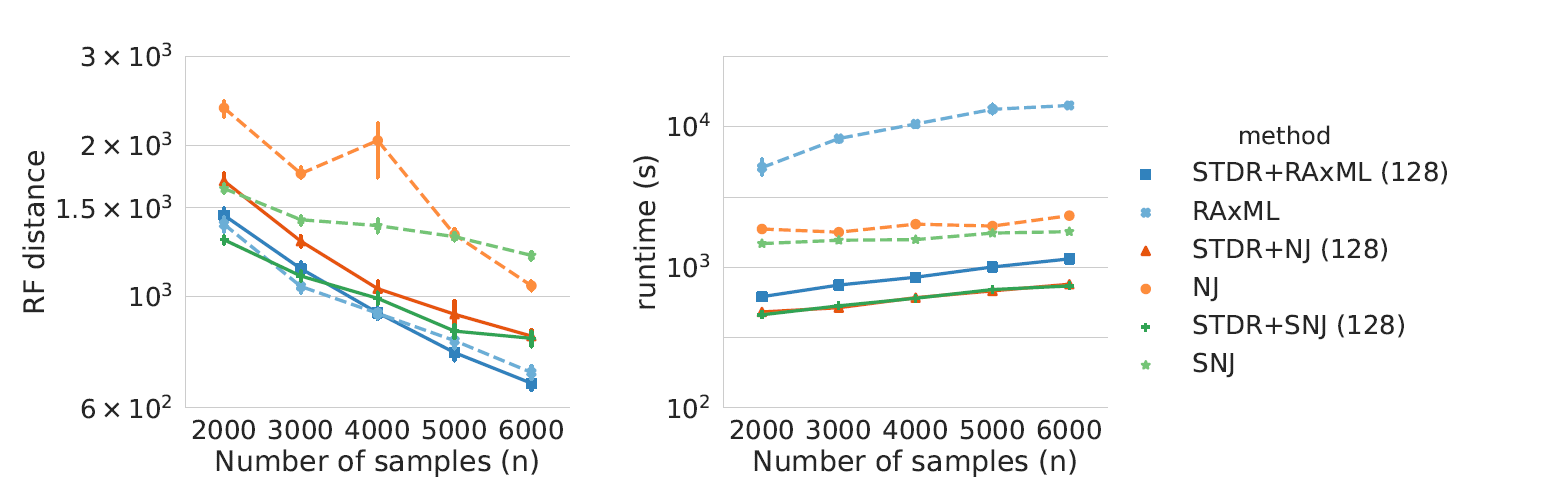 RF distance
3 × 10³
2 × 10³
1.5 × 10³
10³
6 × 10²
2000 3000 4000 5000 6000
Number of samples (n)
runtime (s)
10⁴
10³
10²
2000 3000 4000 5000 6000
Number of samples (n)
method
STDR+RAxML (128)
RAxML
STDR+NJ (128)
NJ
STDR+SNJ (128)
SNJ